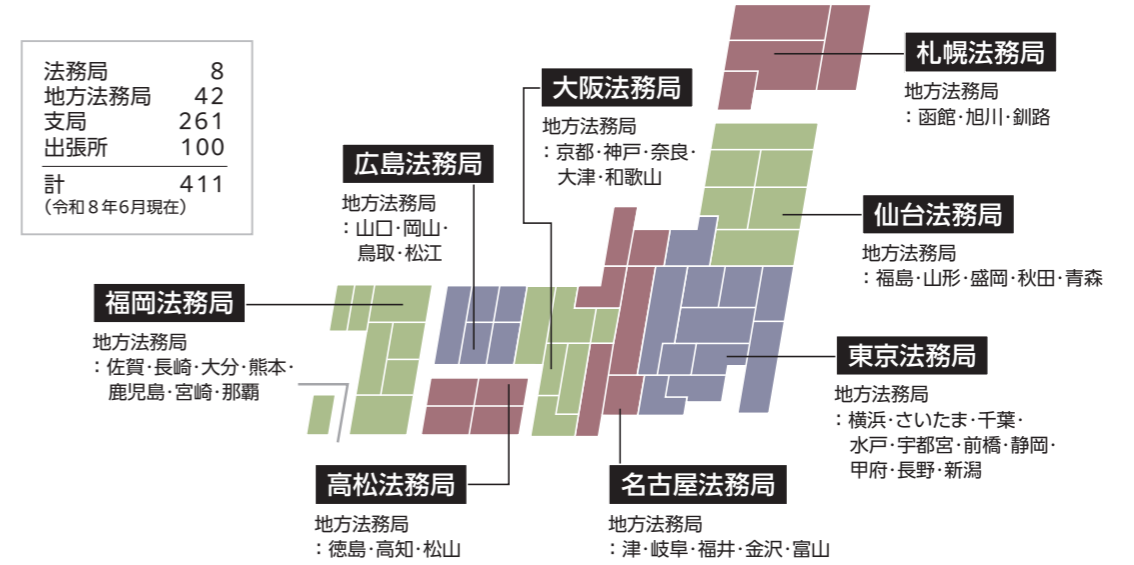 法務局 8
地方法務局 42
支局 261
出張所 100
計 411
(令和8年6月現在)
札幌法務局
地方法務局
:函館・旭川・釧路
大阪法務局
地方法務局
:京都・神戸・奈良・
大津・和歌山
広島法務局
地方法務局
:山口・岡山・
鳥取・松江
仙台法務局
地方法務局
:福島・山形・盛岡・秋田・青森
福岡法務局
地方法務局
:佐賀・長崎・大分・熊本・
鹿児島・宮崎・那覇
東京法務局
地方法務局
:横浜・さいたま・千葉・
水戸・宇都宮・前橋・静岡・
甲府・長野・新潟
高松法務局
地方法務局
:徳島・高知・松山
名古屋法務局
地方法務局
:津・岐阜・福井・金沢・富山